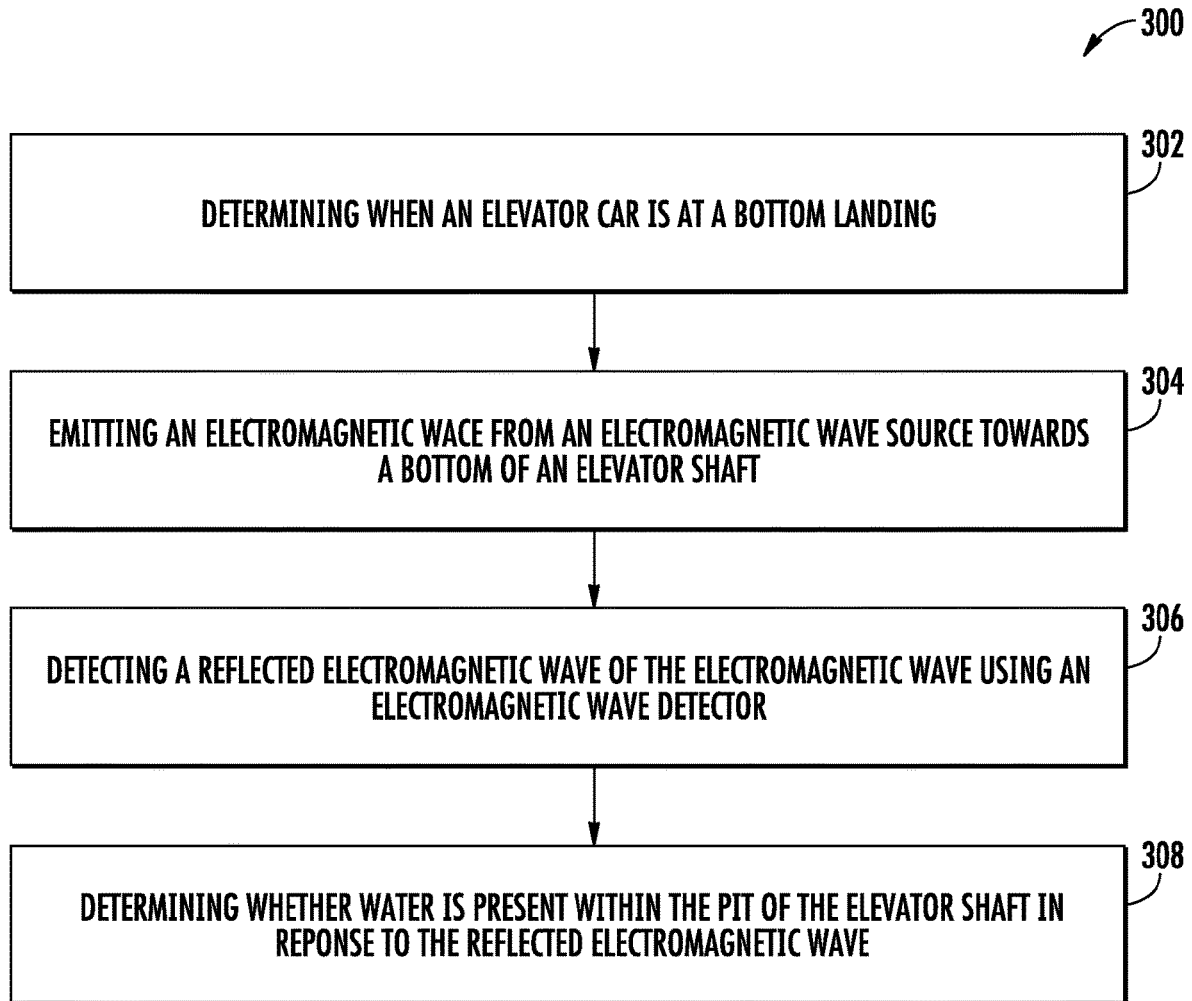 300
302
DETERMINING WHEN AN ELEVATOR CAR IS AT A BOTTOM LANDING
304
EMITTING AN ELECTROMAGNETIC WACE FROM AN ELECTROMAGNETIC WAVE SOURCE TOWARDS
A BOTTOM OF AN ELEVATOR SHAFT
306
DETECTING A REFLECTED ELECTROMAGNETIC WAVE OF THE ELECTROMAGNETIC WAVE USING AN
ELECTROMAGNETIC WAVE DETECTOR
308
DETERMINING WHETHER WATER IS PRESENT WITHIN THE PIT OF THE ELEVATOR SHAFT IN
REPONSE TO THE REFLECTED ELECTROMAGNETIC WAVE